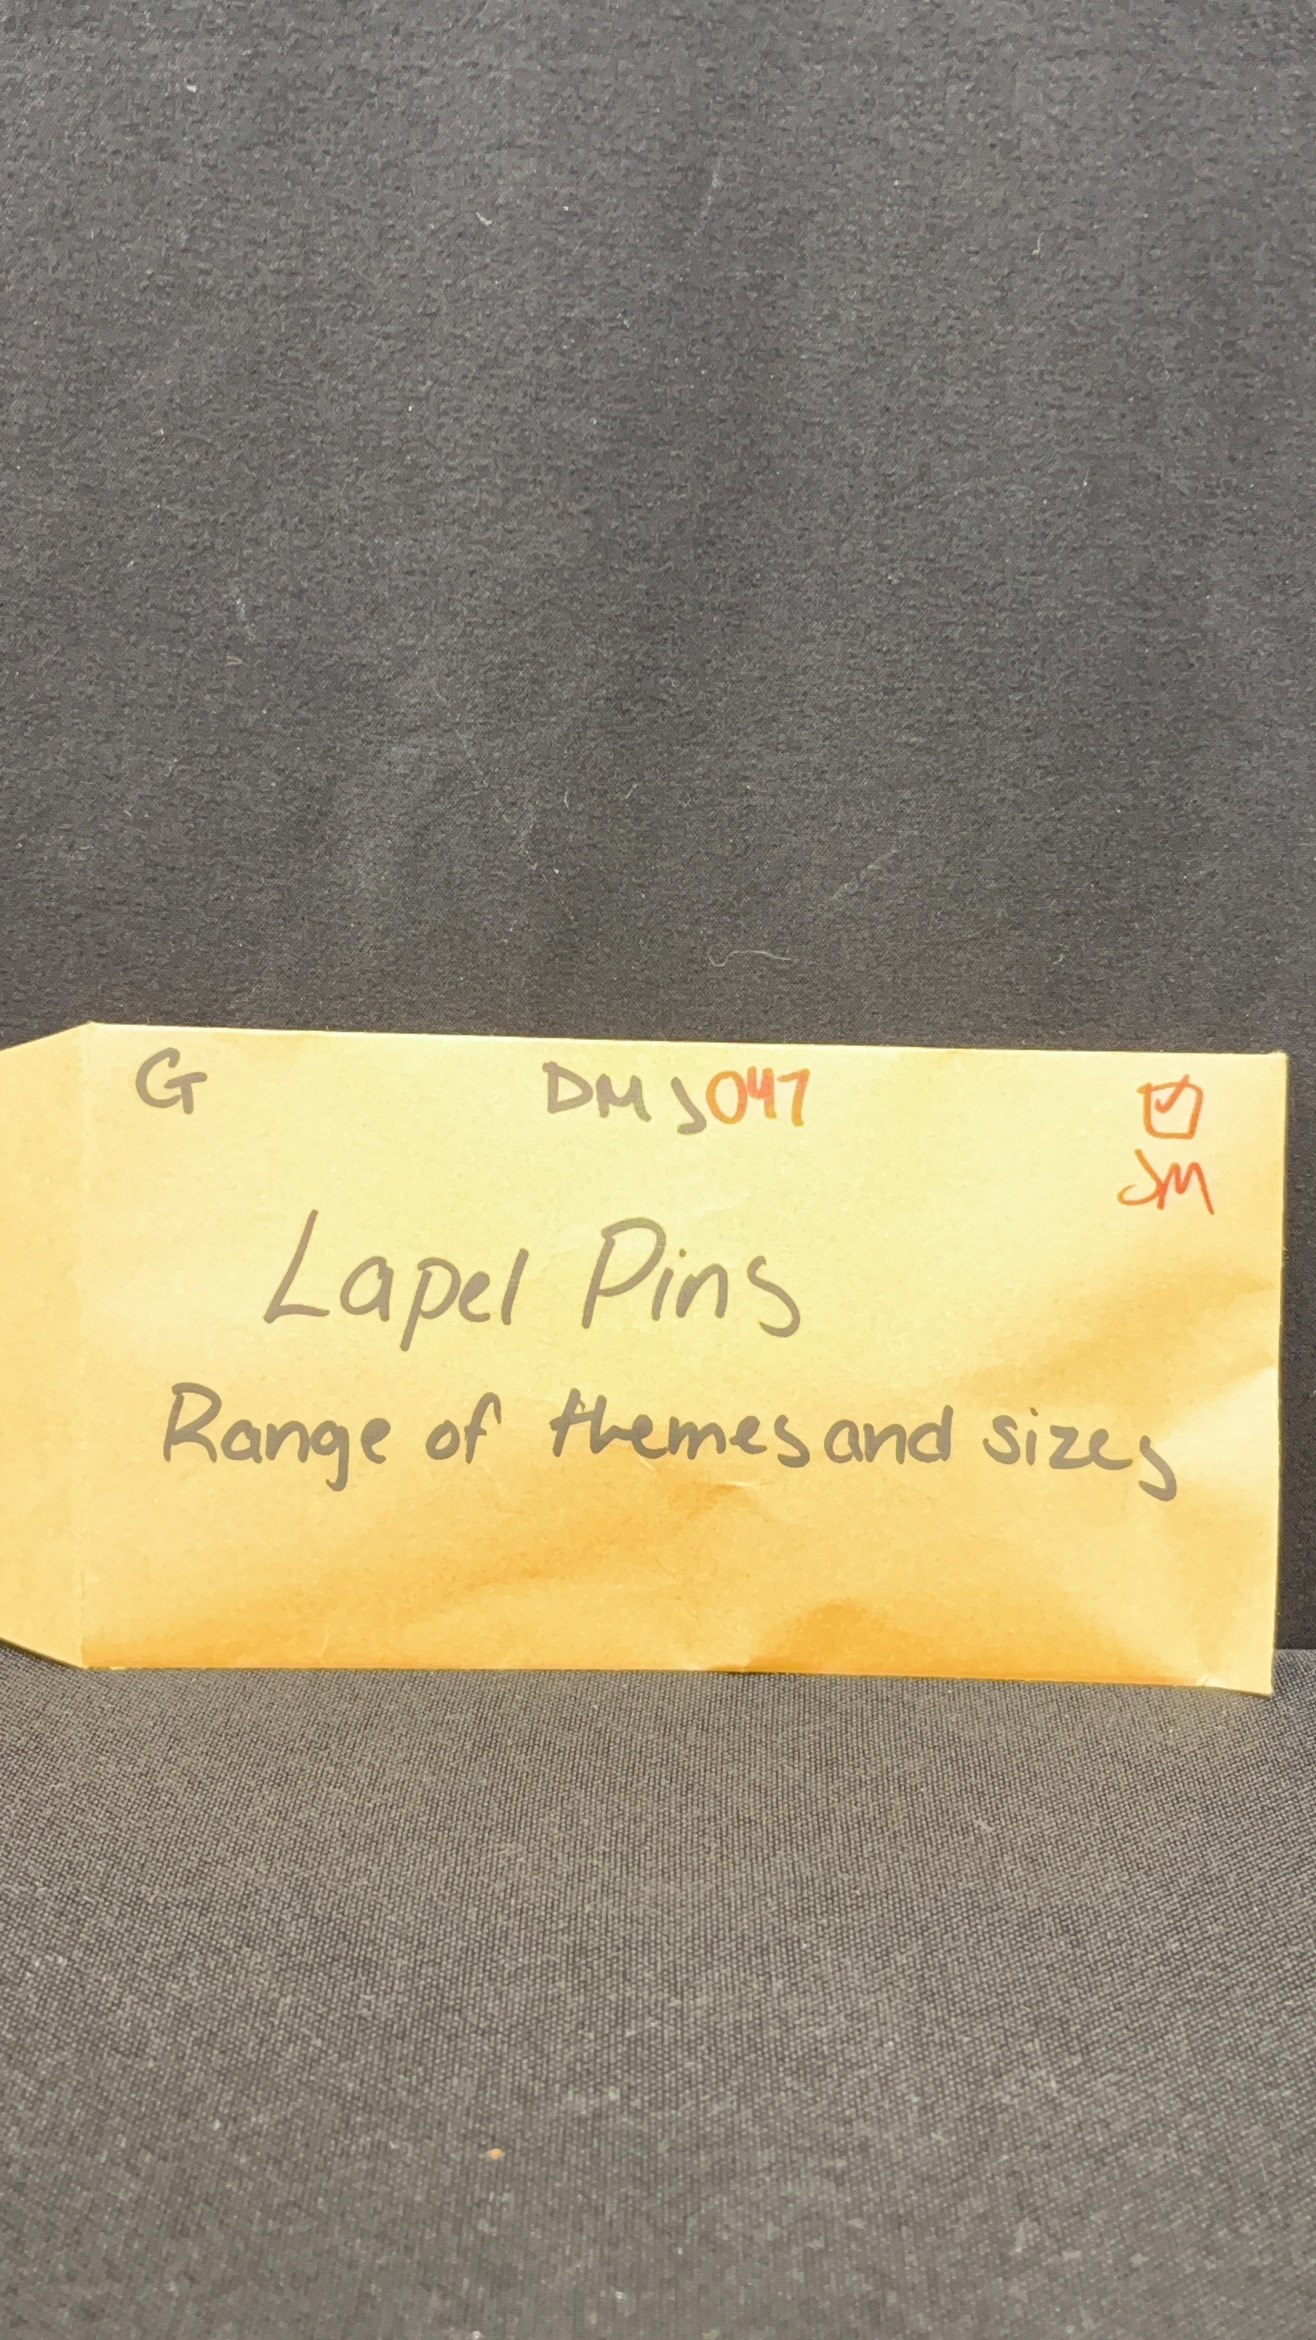 G DMJ047 ☑
JM
Lapel Pins
Range of themes and sizes